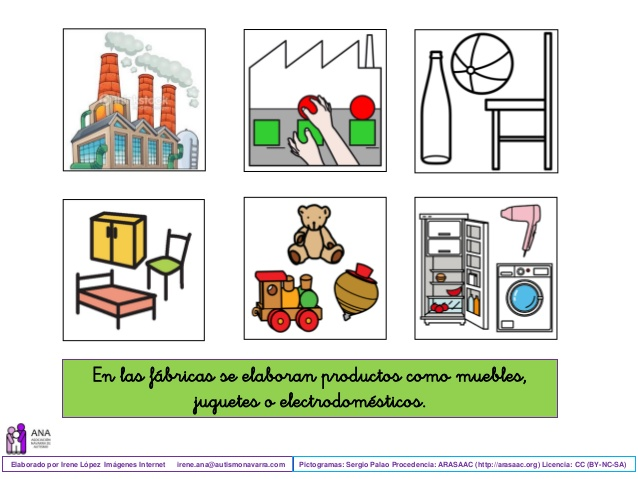 En las fábricas se elaboran productos como muebles,
juguetes o electrodomésticos.
ANA
Elaborado por Irene López Imágenes Internet irene.ana@autismonavarra.com
Pictogramas: Sergio Palao Procedencia: ARASAAC (http://arasaac.org) Licencia: CC (BY-NC-SA)